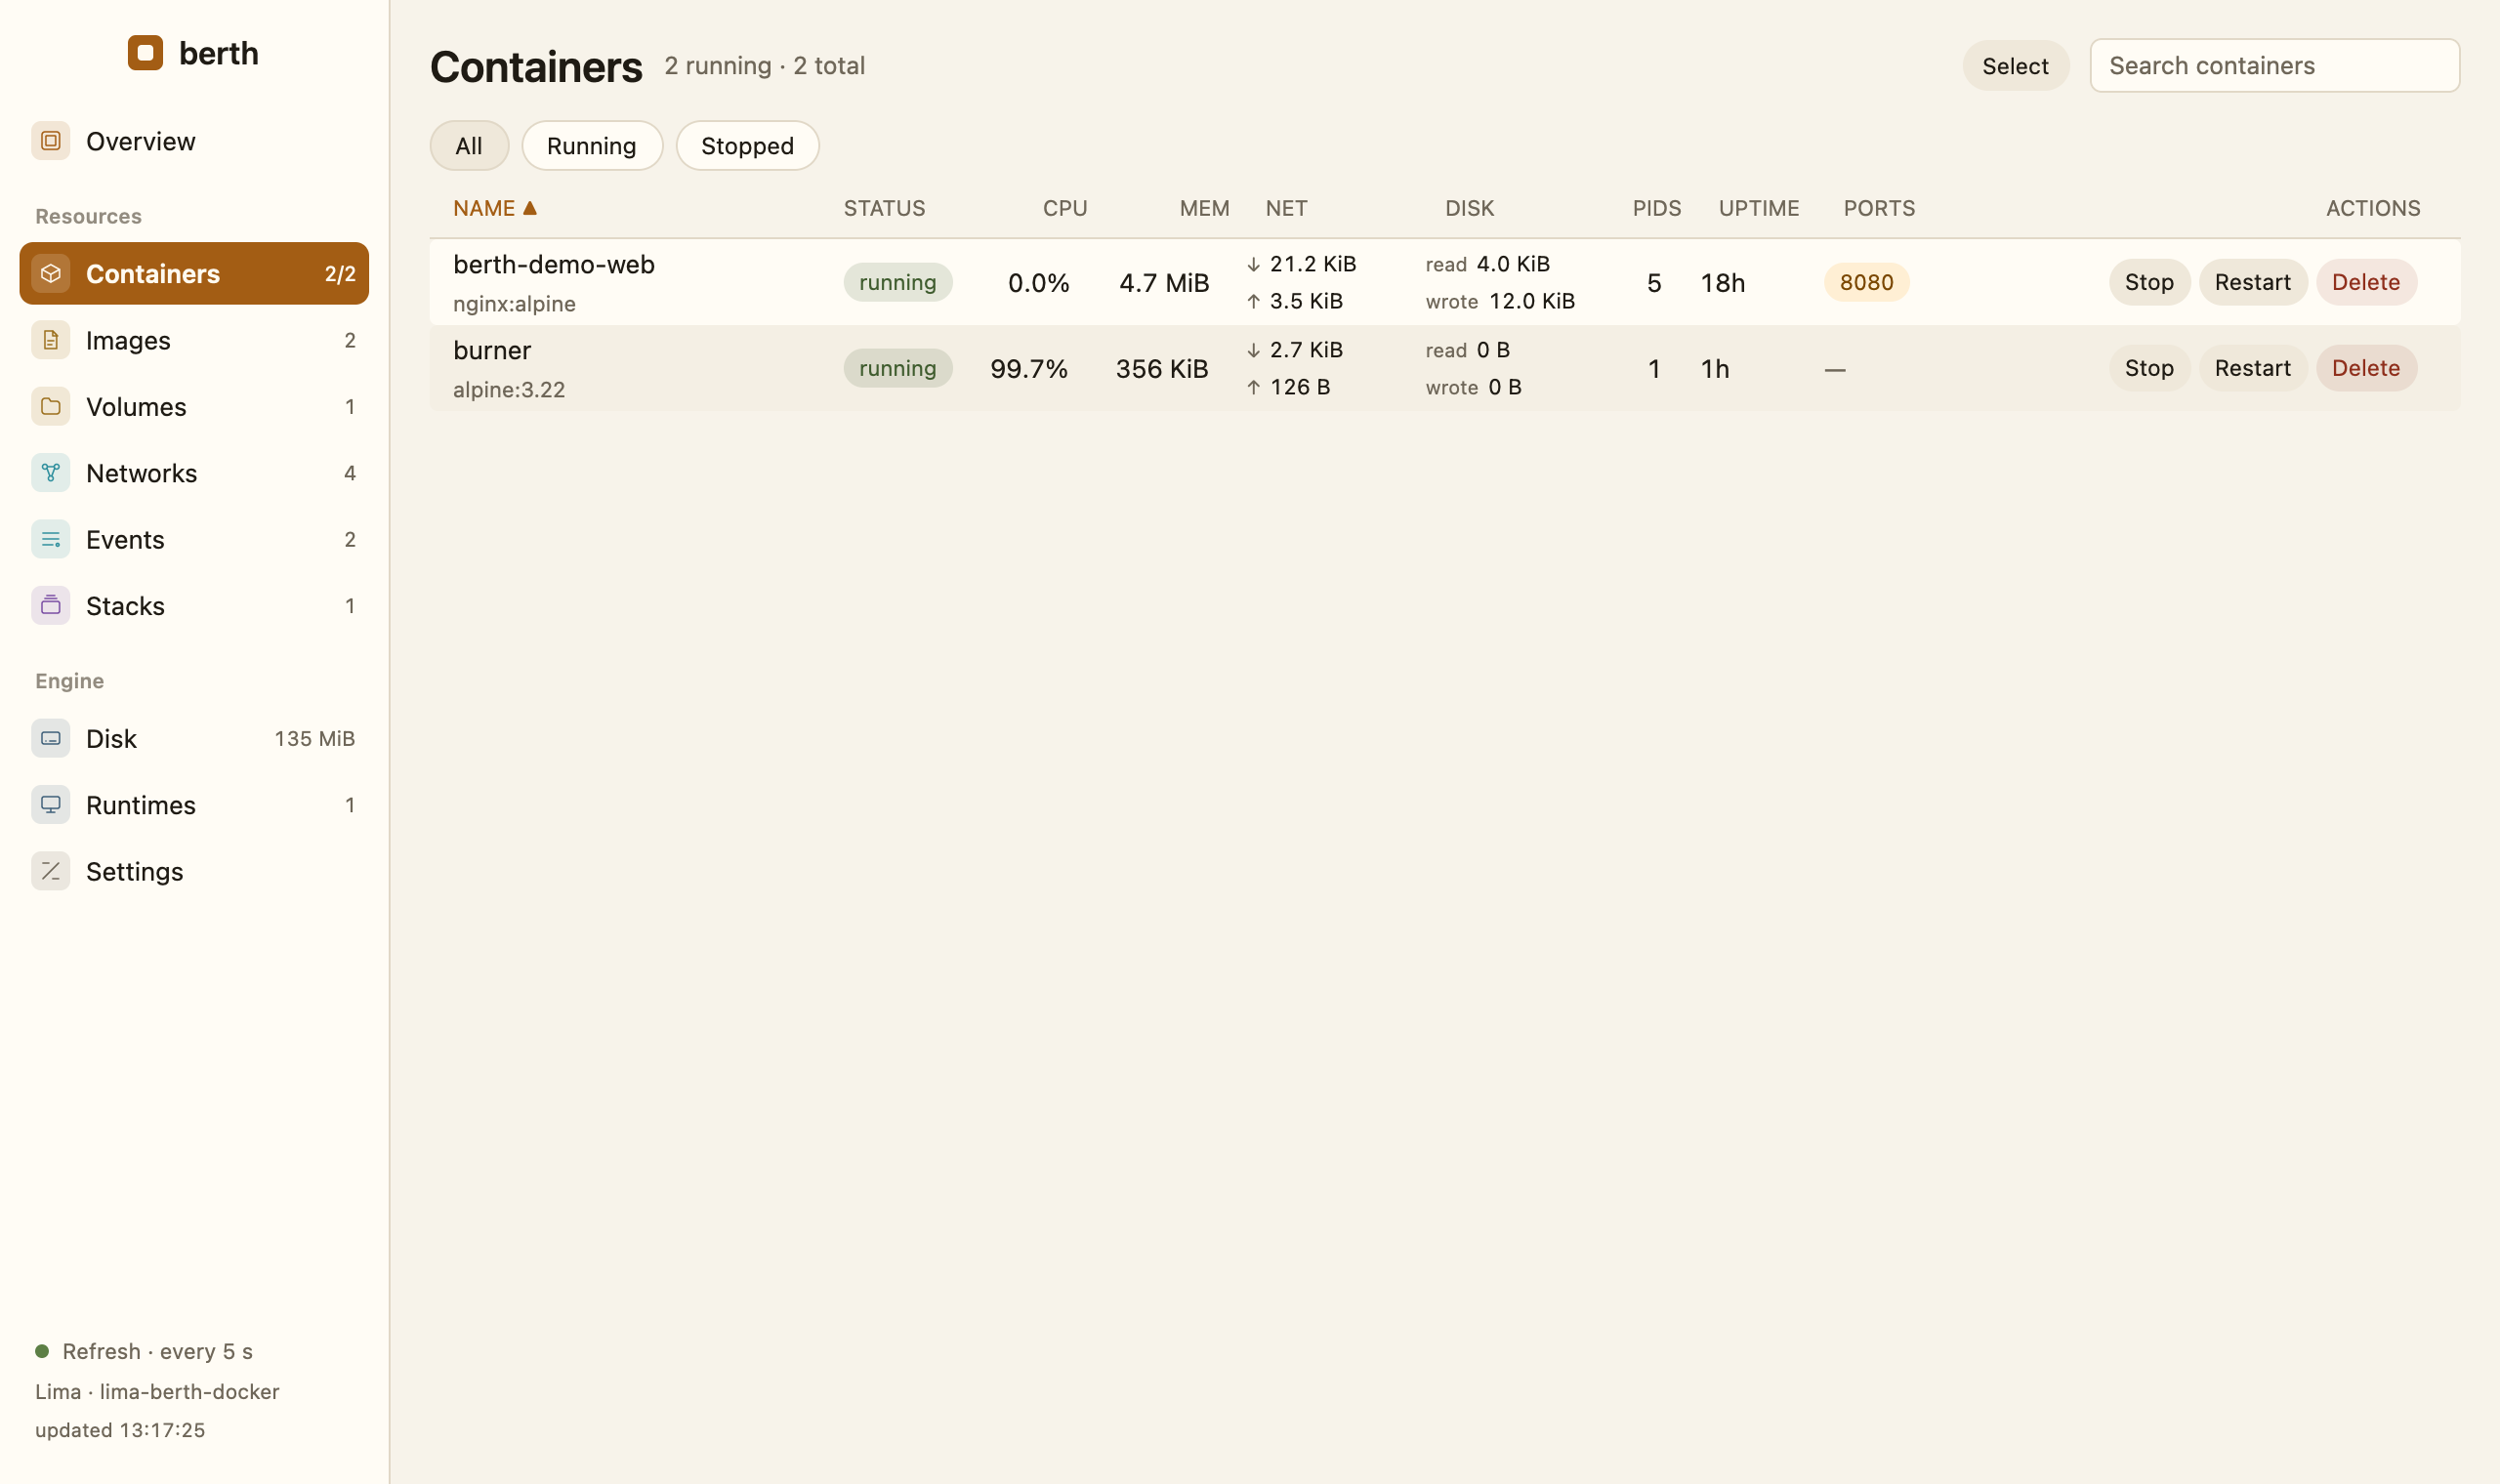 berth
Overview
Resources
Containers 2/2
Images 2
Volumes 1
Networks 4
Events 2
Stacks 1
Engine
Disk 135 MiB
Runtimes 1
Settings
Refresh · every 5 s
Lima · lima-berth-docker
updated 13:17:25
Containers 2 running · 2 total
Select
Search containers
All Running Stopped
NAME ▲ STATUS CPU MEM NET DISK PIDS UPTIME PORTS ACTIONS
berth-demo-web
nginx:alpine
running 0.0% 4.7 MiB
↓ 21.2 KiB
↑ 3.5 KiB
read 4.0 KiB
wrote 12.0 KiB
5 18h 8080 Stop Restart Delete
burner
alpine:3.22
running 99.7% 356 KiB
↓ 2.7 KiB
↑ 126 B
read 0 B
wrote 0 B
1 1h — Stop Restart Delete